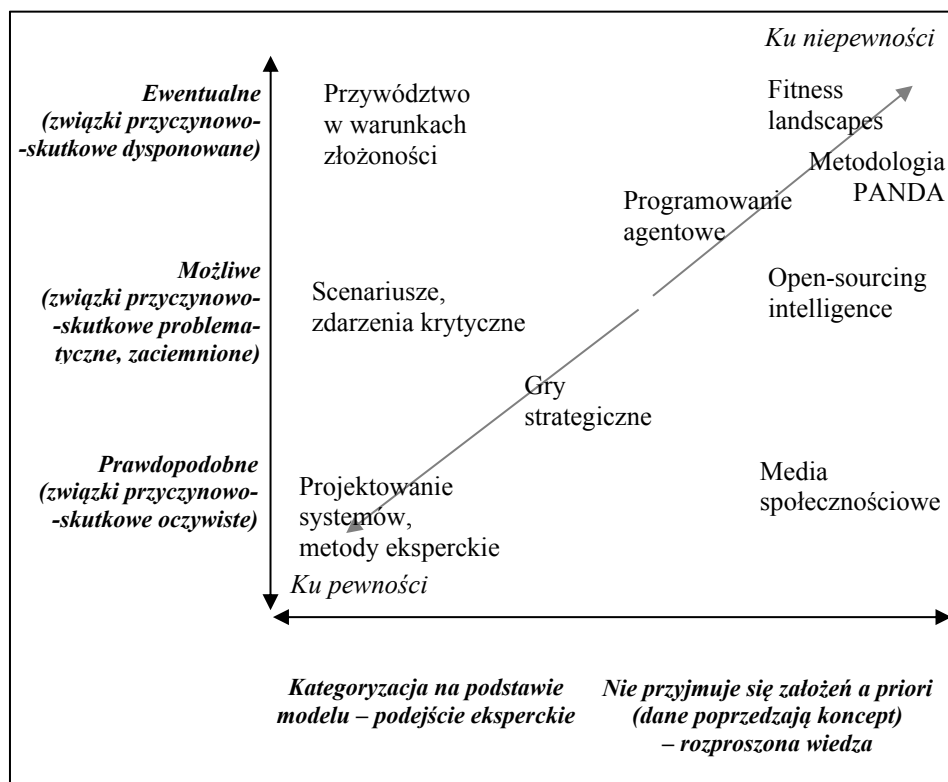 Ku niepewności
Ewentualne
(związki przyczynowo-
-skutkowe dysponowane)
Przywództwo
w warunkach
złożoności
Fitness
landscapes
Metodologia
PANDA
Programowanie
agentowe
Możliwe
(związki przyczynowo-
-skutkowe problema-
tyczne, zaciemnione)
Scenariusze,
zdarzenia krytyczne
Open-sourcing
intelligence
Gry
strategiczne
Prawdopodobne
(związki przyczynowo-
-skutkowe oczywiste)
Projektowanie
systemów,
metody eksperckie
Media
społecznościowe
Ku pewności
Kategoryzacja na podstawie
modelu – podejście eksperckie
Nie przyjmuje się założeń a priori
(dane poprzedzają koncept)
– rozproszona wiedza